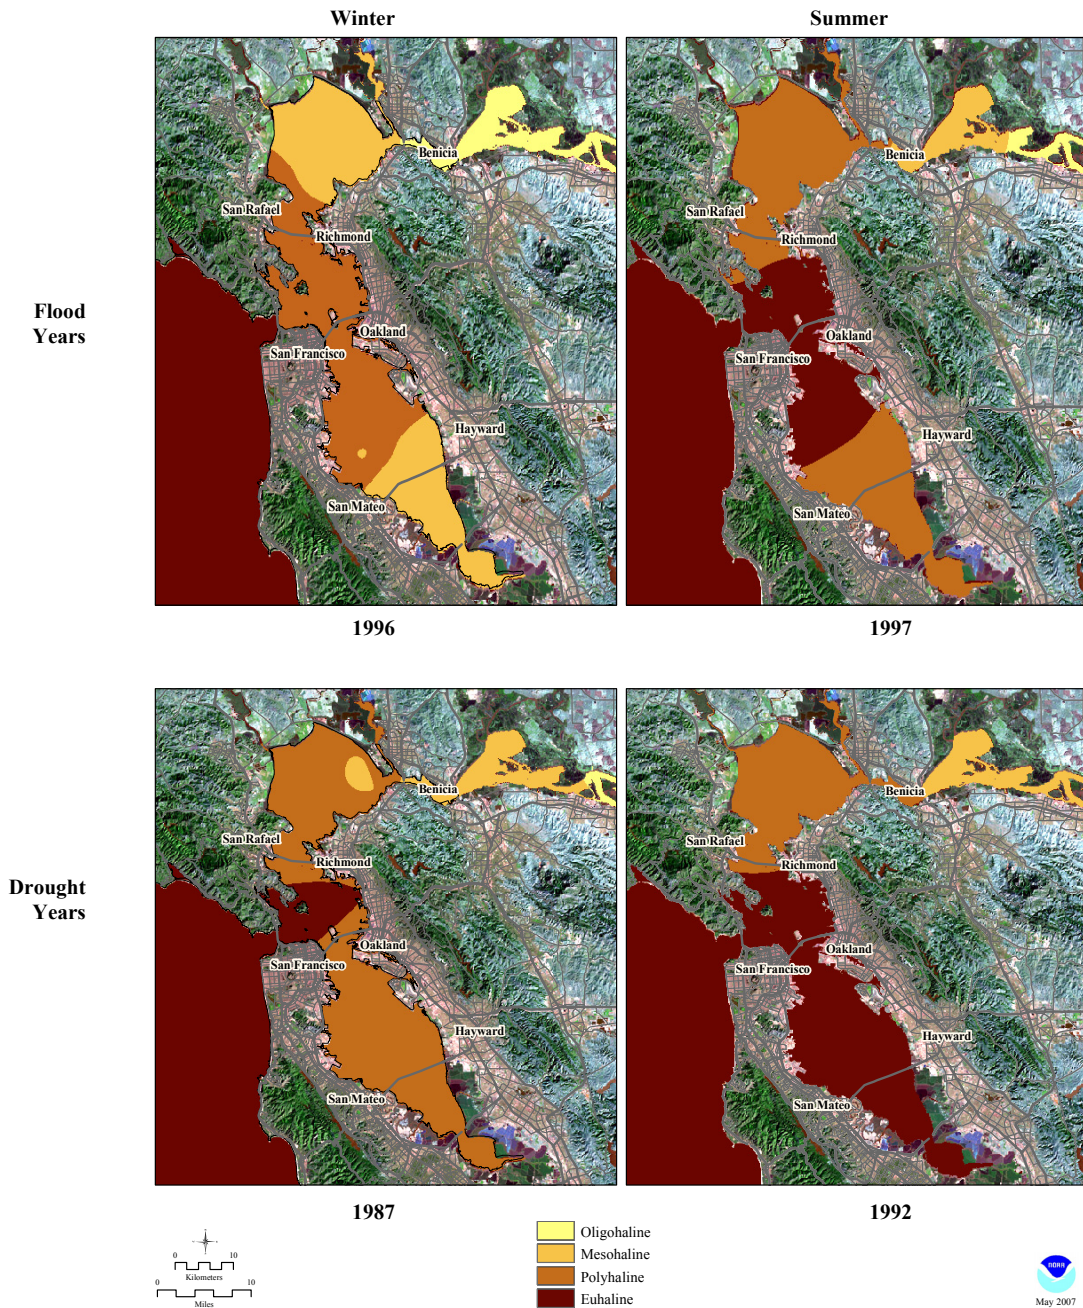 Winter
Summer
Flood
Years
Benicia
San Rafael
Richmond
Oakland
San Francisco
Hayward
San Mateo
1996
Benicia
San Rafael
Richmond
Oakland
San Francisco
Hayward
San Mateo
1997
Drought
Years
Benicia
San Rafael
Richmond
Oakland
San Francisco
Hayward
San Mateo
1987
Benicia
San Rafael
Richmond
Oakland
San Francisco
Hayward
San Mateo
1992
0 10
Kilometers
0 10
Miles
Oligohaline
Mesohaline
Polyhaline
Euhaline
NOAA
May 2007